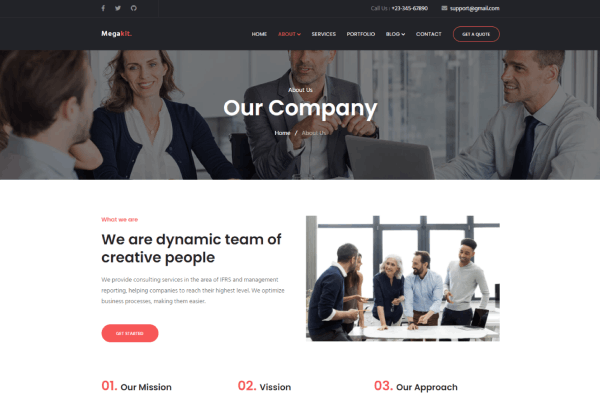 Call Us : +23-345-67890
support@gmail.com
Megakit.
HOME ABOUT SERVICES PORTFOLIO BLOG CONTACT GET A QUOTE
About Us
Our Company
Home / About Us
What we are
We are dynamic team of
creative people
We provide consulting services in the area of IFRS and management
reporting, helping companies to reach their highest level. We optimize
business processes, making them easier.
GET STARTED
01. Our Mission
02. Vission
03. Our Approach